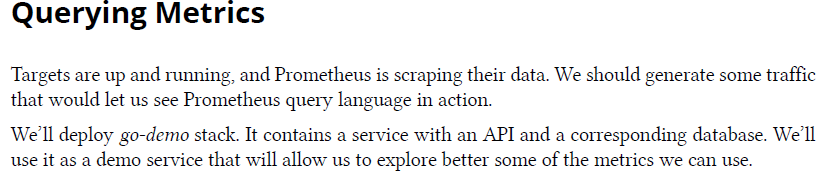 Querying Metrics
Targets are up and running, and Prometheus is scraping their data. We should generate some traffic
that would let us see Prometheus query language in action.
We’ll deploy go-demo stack. It contains a service with an API and a corresponding database. We’ll
use it as a demo service that will allow us to explore better some of the metrics we can use.